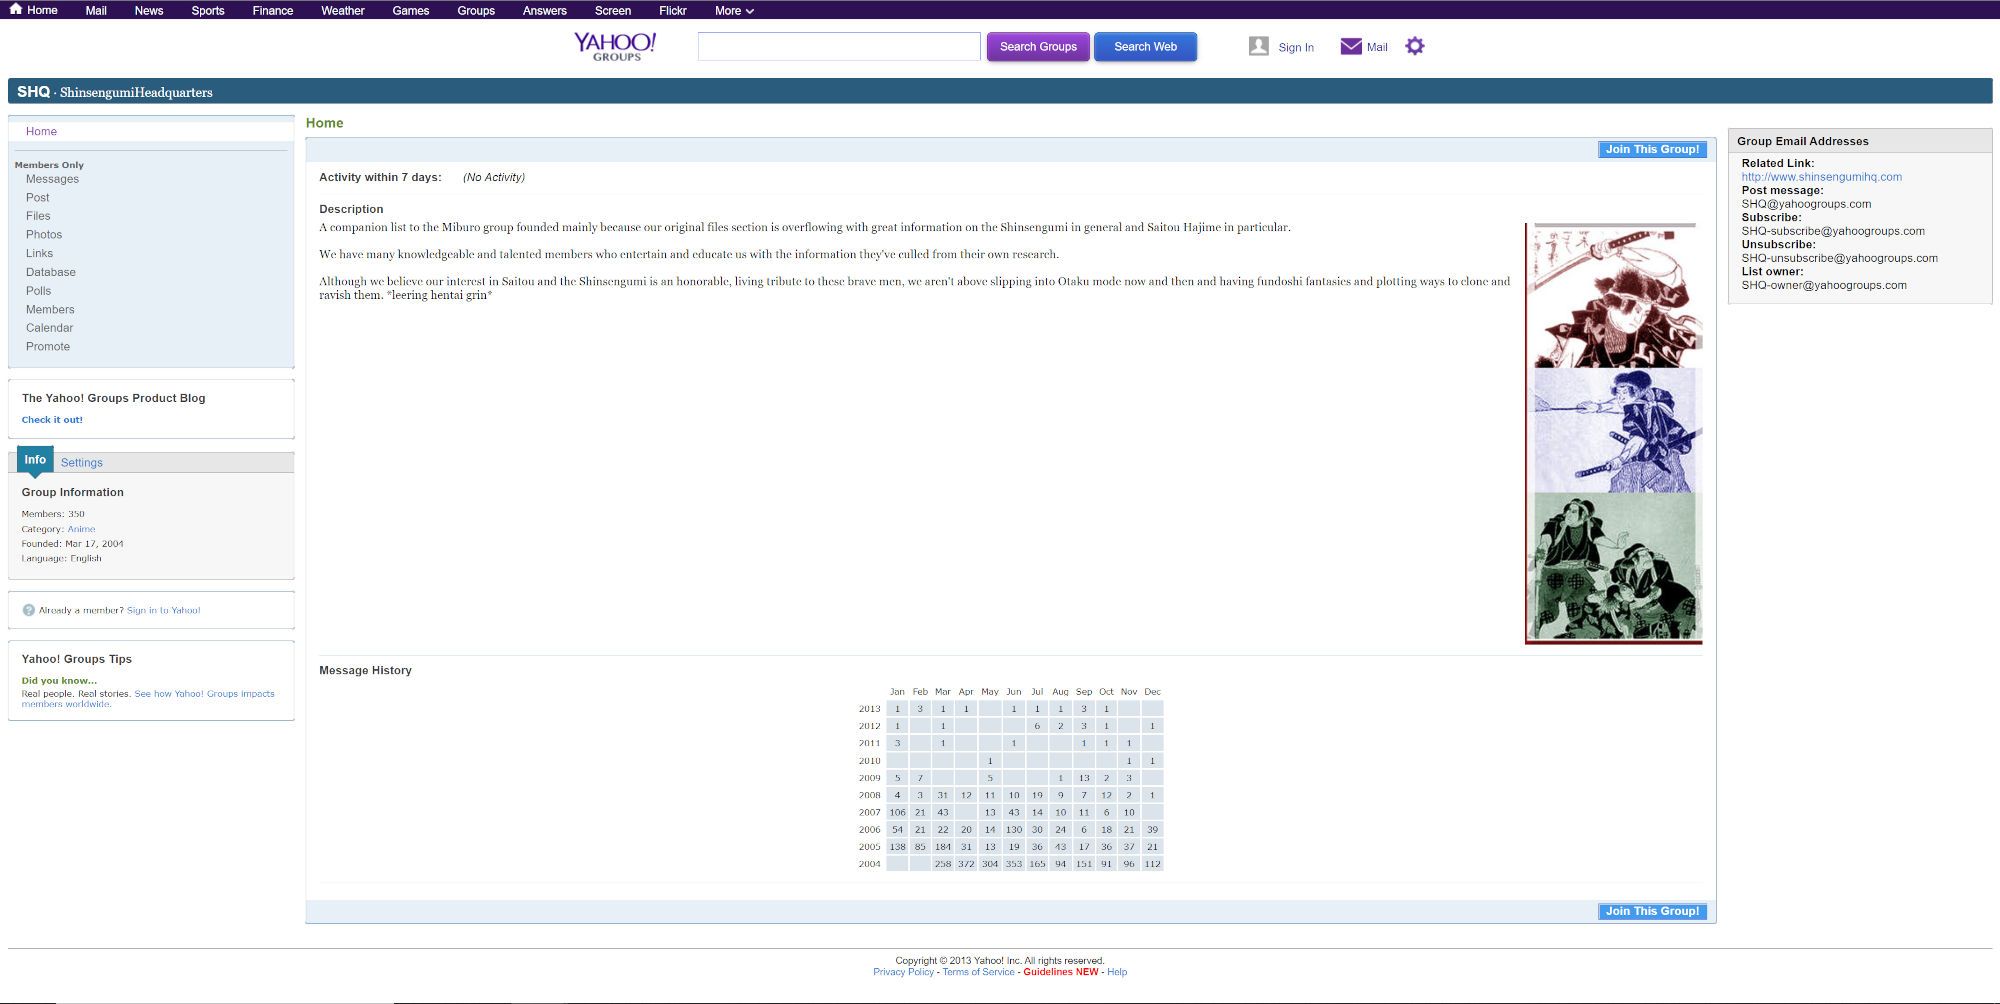 Home Mail News Sports Finance Weather Games Groups Answers Screen Flickr More
YAHOO! GROUPS
Search Groups Search Web Sign In Mail
SHQ · ShinsengumiHeadquarters
Home
Members Only
Messages
Post
Files
Photos
Links
Database
Polls
Members
Calendar
Promote
The Yahoo! Groups Product Blog
Check it out!
Info Settings
Group Information
Members: 350
Category: Anime
Founded: Mar 17, 2004
Language: English
Already a member? Sign in to Yahoo!
Yahoo! Groups Tips
Did you know...
Real people. Real stories. See how Yahoo! Groups impacts
members worldwide.
Home
Join This Group!
Activity within 7 days: (No Activity)
Description
A companion list to the Miburo group founded mainly because our original files section is overflowing with great information on the Shinsengumi in general and Saitou Hajime in particular.
We have many knowledgeable and talented members who entertain and educate us with the information they've culled from their own research.
Although we believe our interest in Saitou and the Shinsengumi is an honorable, living tribute to these brave men, we aren't above slipping into Otaku mode now and then and having fundoshi fantasies and plotting ways to clone and
ravish them. *leering hentai grin*
Message History
Jan Feb Mar Apr May Jun Jul Aug Sep Oct Nov Dec
2013 1 3 1 1 1 1 1 3 1
2012 1 1 6 2 3 1 1
2011 3 1 1 1 1 1
2010 1 1 1
2009 5 7 5 1 13 2 3
2008 4 3 31 12 11 10 19 9 7 12 2 1
2007 106 21 43 13 43 14 10 11 6 10
2006 54 21 22 20 14 130 30 24 6 18 21 39
2005 138 85 184 31 13 19 36 43 17 36 37 21
2004 258 372 304 353 165 94 151 91 96 112
Join This Group!
Group Email Addresses
Related Link:
http://www.shinsengumihq.com
Post message:
SHQ@yahoogroups.com
Subscribe:
SHQ-subscribe@yahoogroups.com
Unsubscribe:
SHQ-unsubscribe@yahoogroups.com
List owner:
SHQ-owner@yahoogroups.com
Copyright © 2013 Yahoo! Inc. All rights reserved.
Privacy Policy - Terms of Service - Guidelines NEW - Help